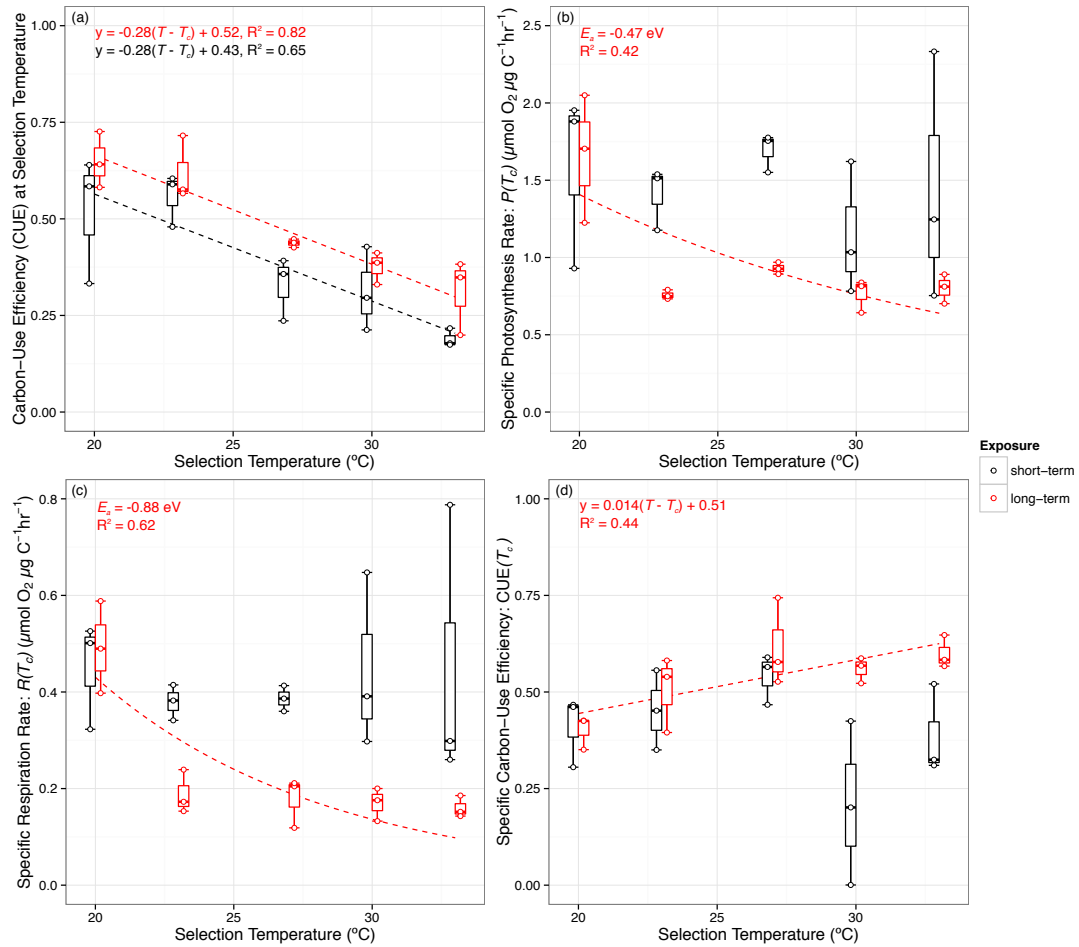 (a)
y = -0.28(T - Tc) + 0.52, R² = 0.82
y = -0.28(T - Tc) + 0.43, R² = 0.65
Carbon-Use Efficiency (CUE) at Selection Temperature
1.00
0.75
0.50
0.25
0.00
20
25
30
Selection Temperature (ºC)
(b)
Ea = -0.47 eV
R² = 0.42
Specific Photosynthesis Rate: P(Tc) (μmol O₂ μg C⁻¹hr⁻¹)
2.5
2.0
1.5
1.0
0.5
0.0
20
25
30
Selection Temperature (ºC)
Exposure
short−term
long−term
(c)
Ea = -0.88 eV
R² = 0.62
Specific Respiration Rate: R(Tc) (μmol O₂ μg C⁻¹hr⁻¹)
0.8
0.6
0.4
0.2
0.0
20
25
30
Selection Temperature (ºC)
(d)
y = 0.014(T - Tc) + 0.51
R² = 0.44
Specific Carbon−Use Efficiency: CUE(Tc)
1.00
0.75
0.50
0.25
0.00
20
25
30
Selection Temperature (ºC)